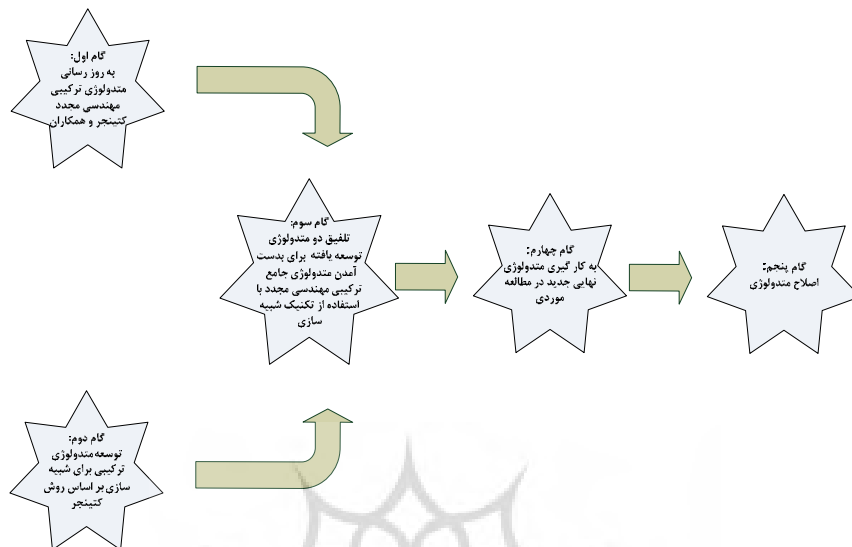 گام اول:
به روز رسانی
متدولوژی ترکیبی
مهندسی مجدد
کتینجر و همکاران
گام دوم:
توسعه متدولوژی
ترکیبی برای شبیه
سازی بر اساس روش
کتینجر
گام سوم:
تلفیق دو متدولوژی
توسعه یافته برای بدست
آمدن متدولوژی جامع
ترکیبی مهندسی مجدد با
استفاده از تکنیک شبیه
سازی
گام چهارم:
به کار گیری متدولوژی
نهایی جدید در مطالعه
موردی
گام پنجم:
اصلاح متدولوژی